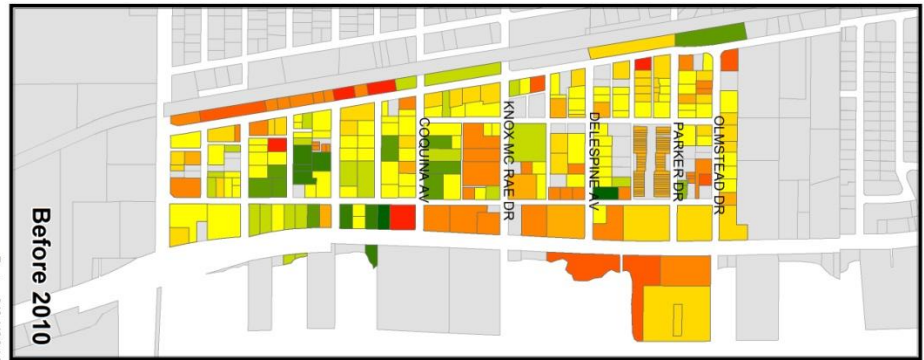 COQUINA AV
KNOX MC RAE DR
DELESPINE AV
PARKER DR
OLMSTEAD DR
Before 2010